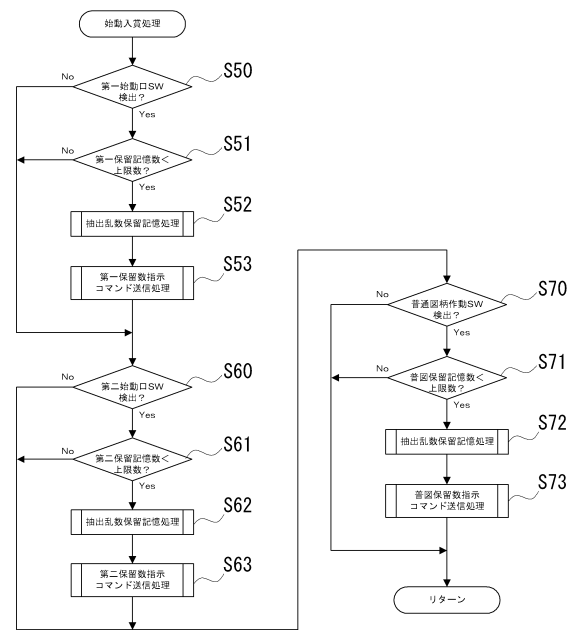 始動入賞処理
S50
No
第一始動口SW
検出?
Yes
S51
No
第一保留記憶数<
上限数?
Yes
S52
抽出乱数保留記憶処理
S53
第一保留数指示
コマンド送信処理
S60
No
第二始動口SW
検出?
Yes
S61
No
第二保留記憶数<
上限数?
Yes
S62
抽出乱数保留記憶処理
S63
第二保留数指示
コマンド送信処理
S70
No
普通図柄作動SW
検出?
Yes
S71
No
普図保留記憶数<
上限数?
Yes
S72
抽出乱数保留記憶処理
S73
普図保留数指示
コマンド送信処理
リターン